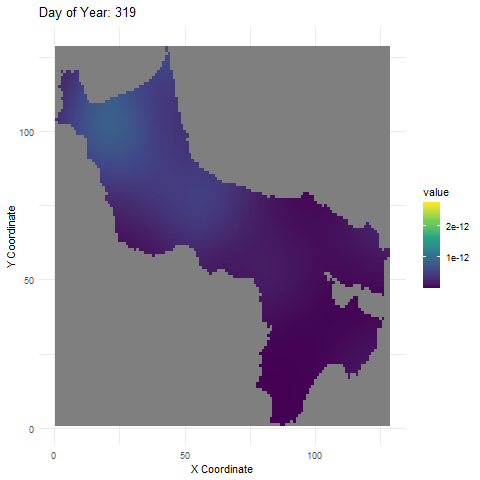 Day of Year: 319
Y Coordinate
100
50
0
0
50
100
X Coordinate
value
2e-12
1e-12